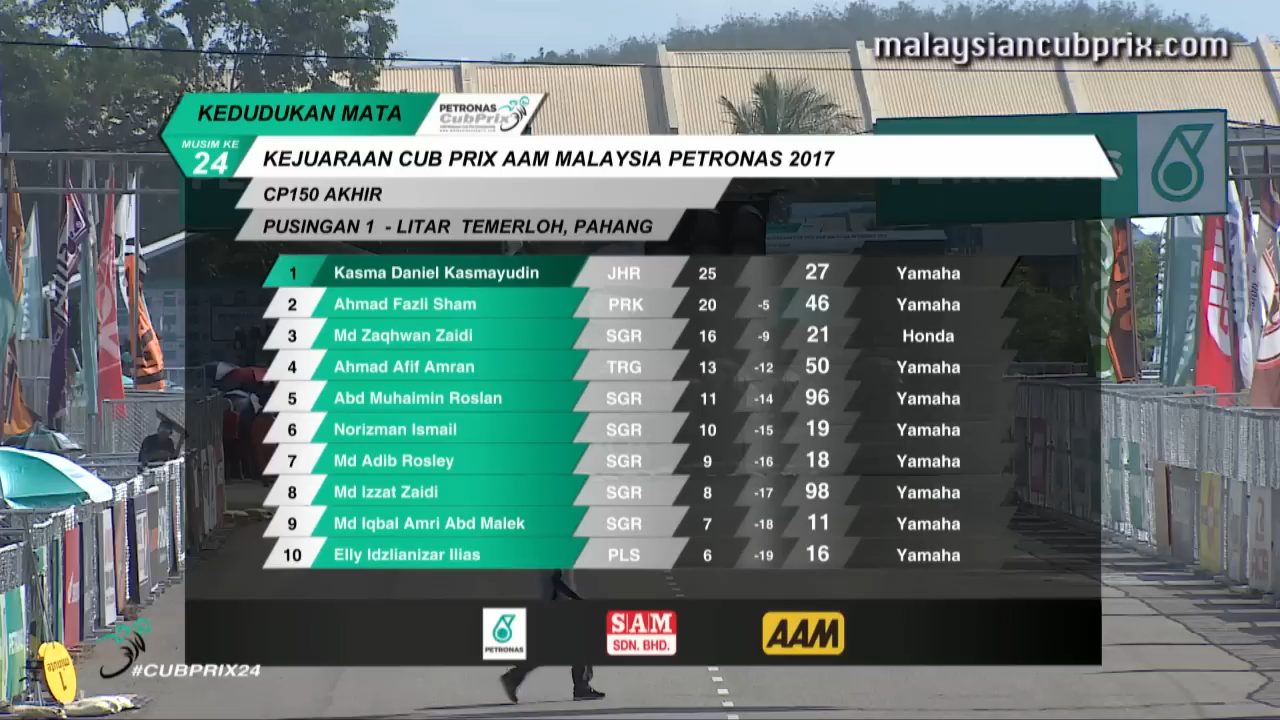 malaysiancubprix.com
KEDUDUKAN MATA
PETRONAS
CubPrix
MUSIM KE
24
KEJUARAAN CUB PRIX AAM MALAYSIA PETRONAS 2017
CP150 AKHIR
PUSINGAN 1 - LITAR TEMERLOH, PAHANG
1 Kasma Daniel Kasmayudin JHR 25 27 Yamaha
2 Ahmad Fazli Sham PRK 20 -5 46 Yamaha
3 Md Zaqhwan Zaidi SGR 16 -9 21 Honda
4 Ahmad Afif Amran TRG 13 -12 50 Yamaha
5 Abd Muhaimin Roslan SGR 11 -14 96 Yamaha
6 Norizman Ismail SGR 10 -15 19 Yamaha
7 Md Adib Rosley SGR 9 -16 18 Yamaha
8 Md Izzat Zaidi SGR 8 -17 98 Yamaha
9 Md Iqbal Amri Abd Malek SGR 7 -18 11 Yamaha
10 Elly Idzlianizar Ilias PLS 6 -19 16 Yamaha
PETRONAS
SAM
SDN. BHD.
AAM
#CUBPRIX24
1
minute